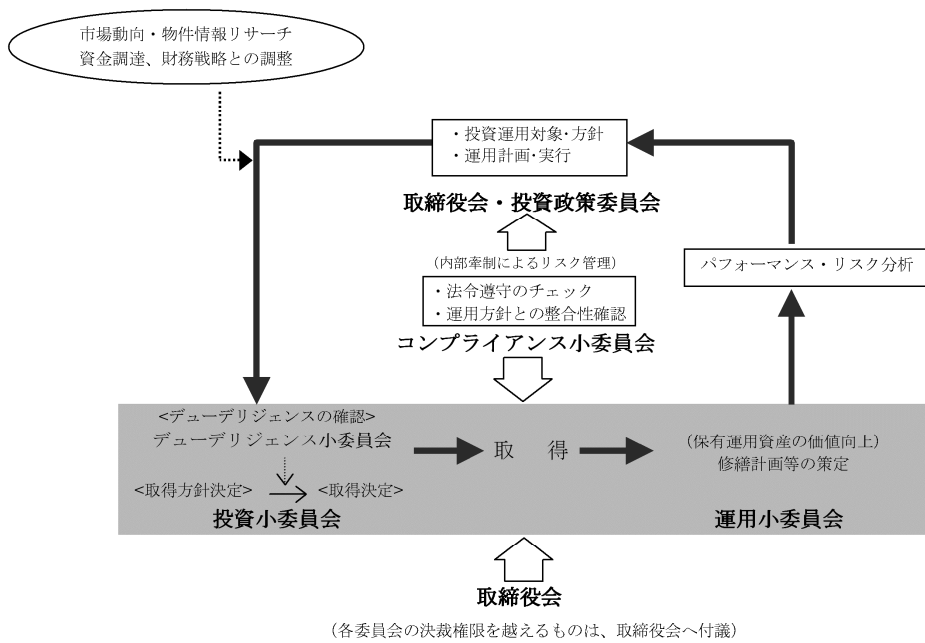 市場動向・物件情報リサーチ
資金調達、財務戦略との調整
・投資運用対象・方針
・運用計画・実行
取締役会・投資政策委員会
(内部牽制によるリスク管理)
・法令遵守のチェック
・運用方針との整合性確認
コンプライアンス小委員会
パフォーマンス・リスク分析
<デューデリジェンスの確認>
デューデリジェンス小委員会
<取得方針決定>
<取得決定>
投資小委員会
取 得
(保有運用資産の価値向上)
修繕計画等の策定
運用小委員会
取締役会
(各委員会の決裁権限を越えるものは、取締役会へ付議)